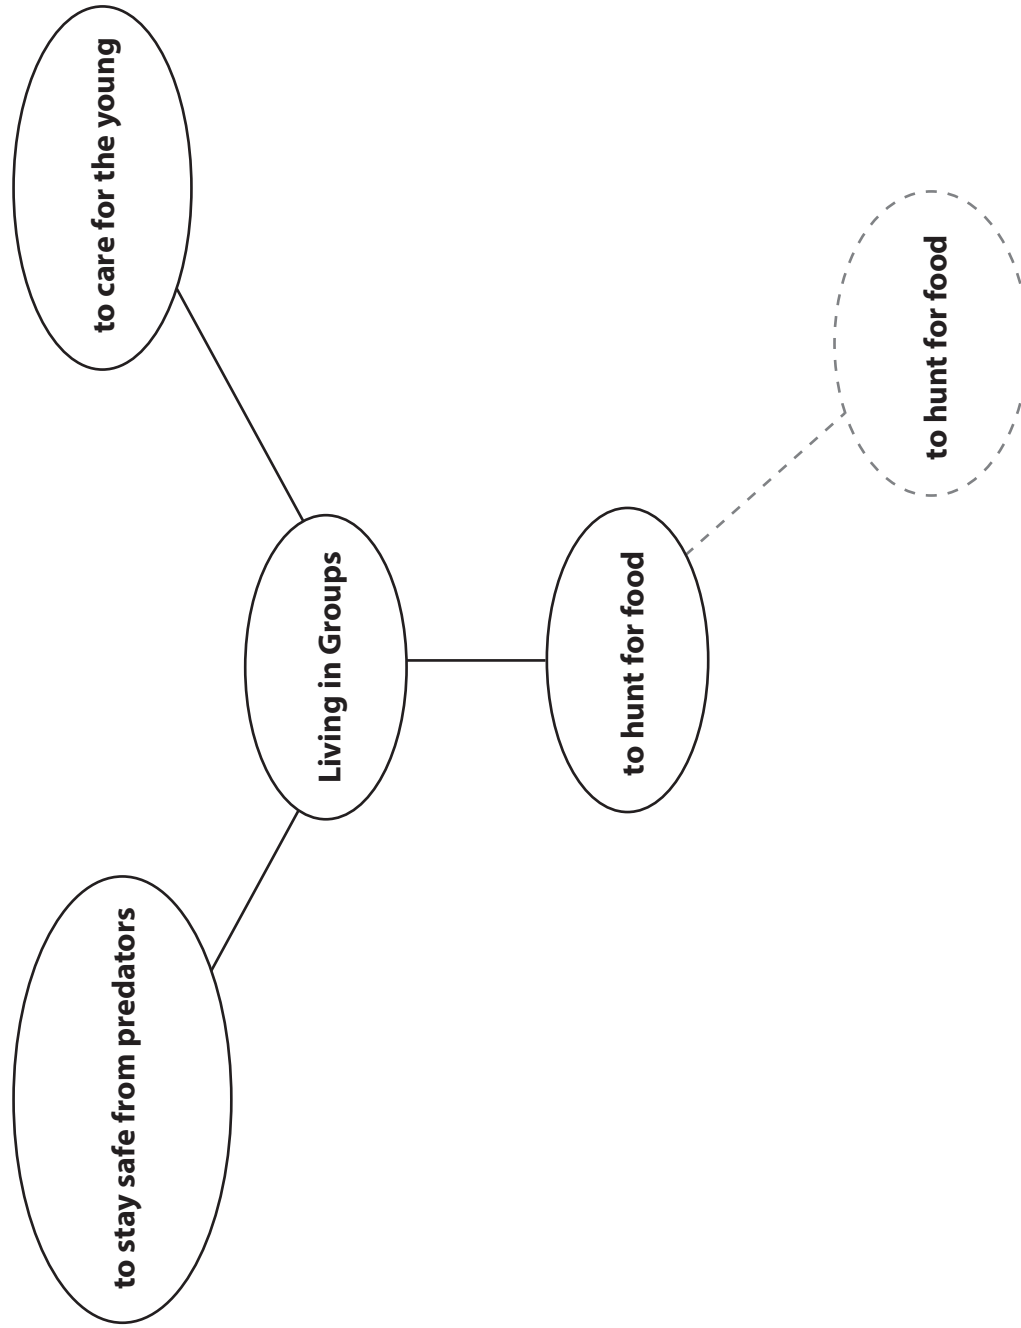 to stay safe from predators
Living in Groups
to care for the young
to hunt for food
to hunt for food